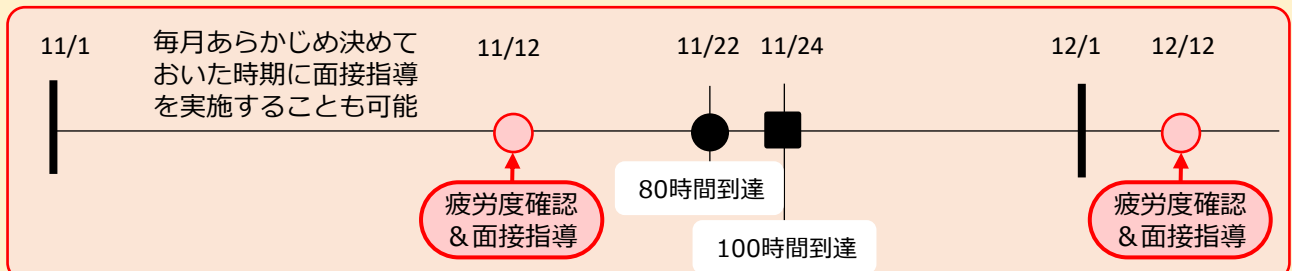 11/1
毎月あらかじめ決めて
おいた時期に面接指導
を実施することも可能
11/12
11/22
11/24
12/1
12/12
疲労度確認
＆面接指導
80時間到達
100時間到達
疲労度確認
＆面接指導